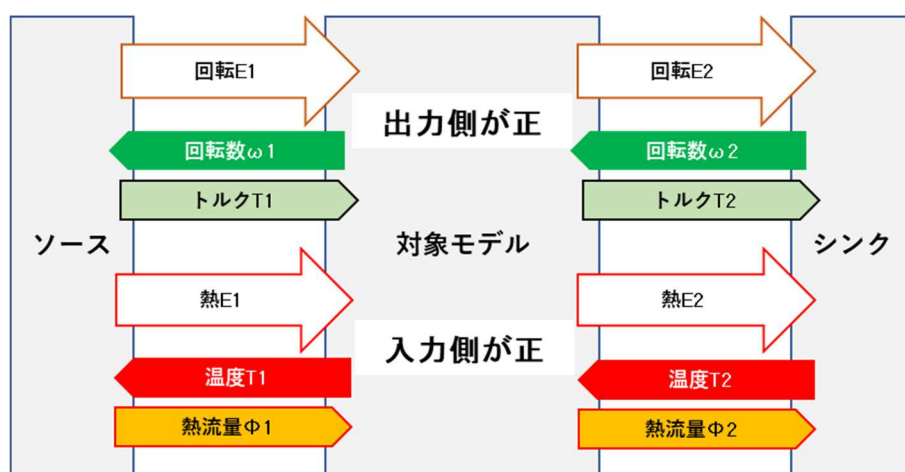 回転E1
回転E2
出力側が正
回転数ω1
回転数ω2
トルクT1
トルクT2
ソース
対象モデル
シンク
熱E1
熱E2
入力側が正
温度T1
温度T2
熱流量Φ1
熱流量Φ2